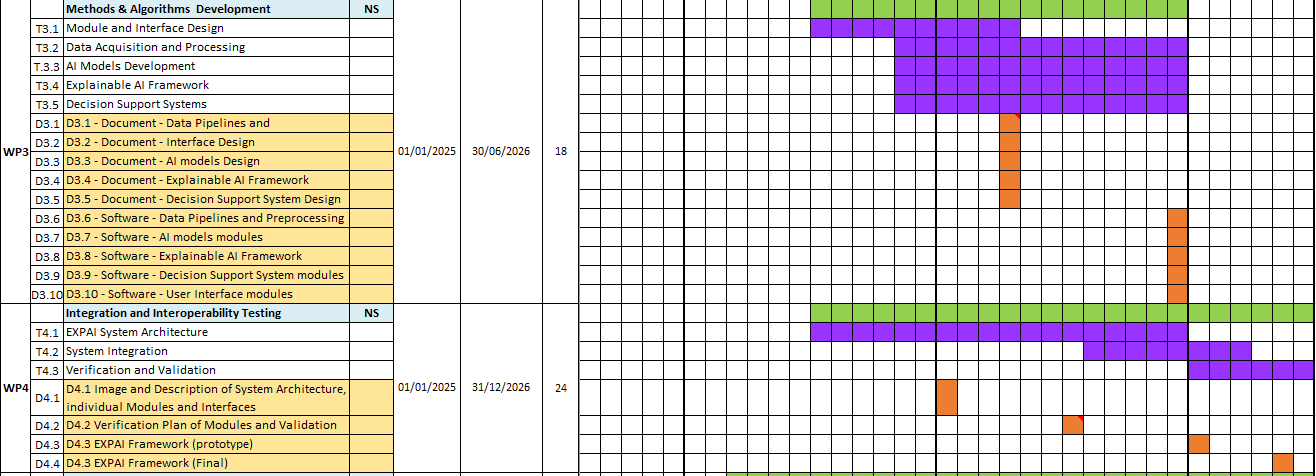 Methods & Algorithms Development NS
T3.1 Module and Interface Design
T3.2 Data Acquisition and Processing
T.3.3 AI Models Development
T3.4 Explainable AI Framework
T3.5 Decision Support Systems
D3.1 D3.1 - Document - Data Pipelines and
D3.2 D3.2 - Document - Interface Design
WP3 D3.3 D3.3 - Document - AI models Design 01/01/2025 30/06/2026 18
D3.4 D3.4 - Document - Explainable AI Framework
D3.5 D3.5 - Document - Decision Support System Design
D3.6 D3.6 - Software - Data Pipelines and Preprocessing
D3.7 D3.7 - Software - AI models modules
D3.8 D3.8 - Software - Explainable AI Framework
D3.9 D3.9 - Software - Decision Support System modules
D3.10 D3.10 - Software - User Interface modules
Integration and Interoperability Testing NS
T4.1 EXPAI System Architecture
T4.2 System Integration
T4.3 Verification and Validation
WP4 D4.1 D4.1 Image and Description of System Architecture, 01/01/2025 31/12/2026 24
individual Modules and Interfaces
D4.2 D4.2 Verification Plan of Modules and Validation
D4.3 D4.3 EXPAI Framework (prototype)
D4.4 D4.3 EXPAI Framework (Final)